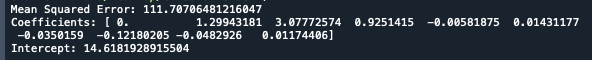 Mean Squared Error: 111.70706481216047
Coefficients: [ 0. 1.29943181 3.07772574 0.9251415 -0.00581875 0.01431177
-0.0350159 -0.12180205 -0.0482926 0.01174406]
Intercept: 14.6181928915504